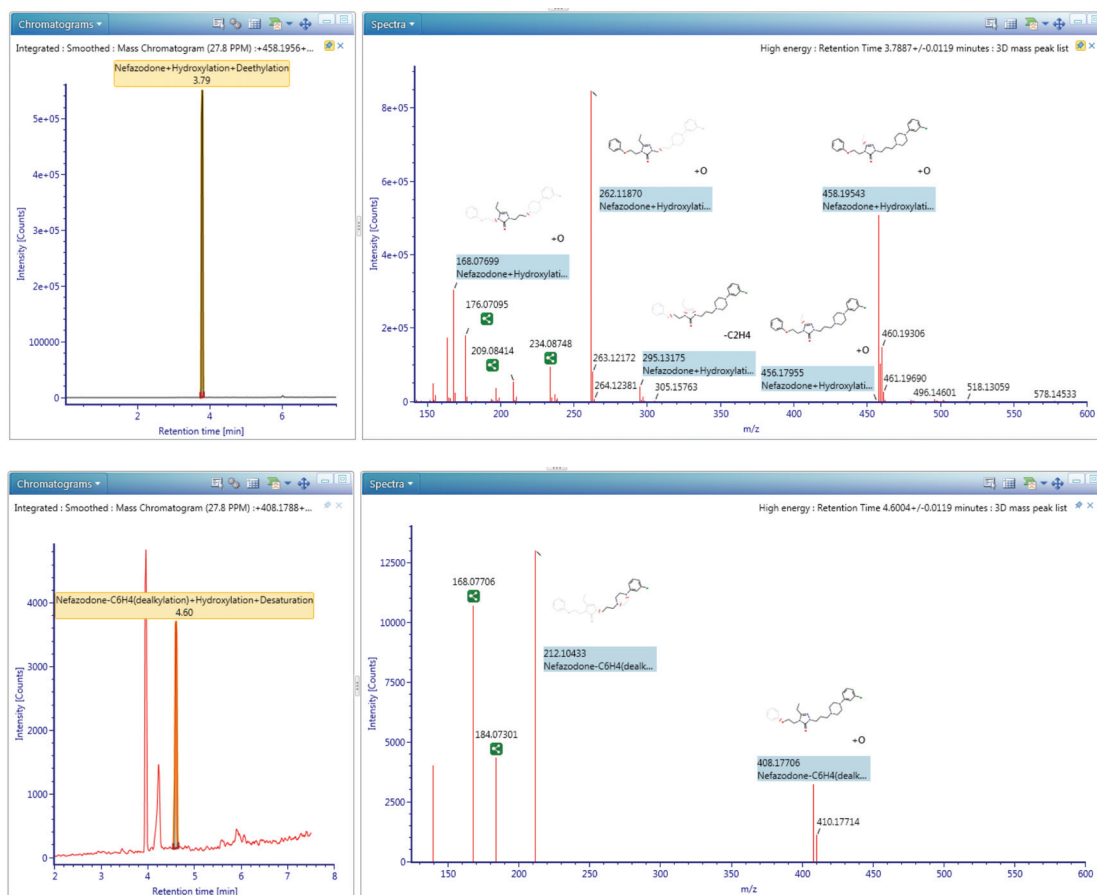 Chromatograms
Integrated : Smoothed : Mass Chromatogram (27.8 PPM) :+458.1956+...
Nefazodone+Hydroxylation+Deethylation
3.79
Intensity [Counts]
5e+05
4e+05
3e+05
2e+05
100000
0
2
4
6
Retention time [min]
Spectra
High energy : Retention Time 3.7887+/-0.0119 minutes : 3D mass peak list
Intensity [Counts]
8e+05
6e+05
4e+05
2e+05
0
+O
262.11870
Nefazodone+Hydroxylati...
+O
458.19543
Nefazodone+Hydroxylati...
+O
168.07699
Nefazodone+Hydroxylati...
176.07095
209.08414
234.08748
263.12172
264.12381
-C2H4
295.13175
Nefazodone+Hydroxylati...
305.15763
+O
456.17955
Nefazodone+Hydroxylati...
460.19306
461.19690
496.14601
518.13059
578.14533
150
200
250
300
350
400
450
500
550
600
m/z
Chromatograms
Integrated : Smoothed : Mass Chromatogram (27.8 PPM) :+408.1788+...
Nefazodone-C6H4(dealkylation)+Hydroxylation+Desaturation
4.60
Intensity [Counts]
4000
3000
2000
1000
0
2
3
4
5
6
7
8
Retention time [min]
Spectra
High energy : Retention Time 4.6004+/-0.0119 minutes : 3D mass peak list
Intensity [Counts]
12500
10000
7500
5000
2500
0
168.07706
184.07301
212.10433
Nefazodone-C6H4(dealk...
+O
408.17706
Nefazodone-C6H4(dealk...
410.17714
150
200
250
300
350
400
450
500
550
600
m/z